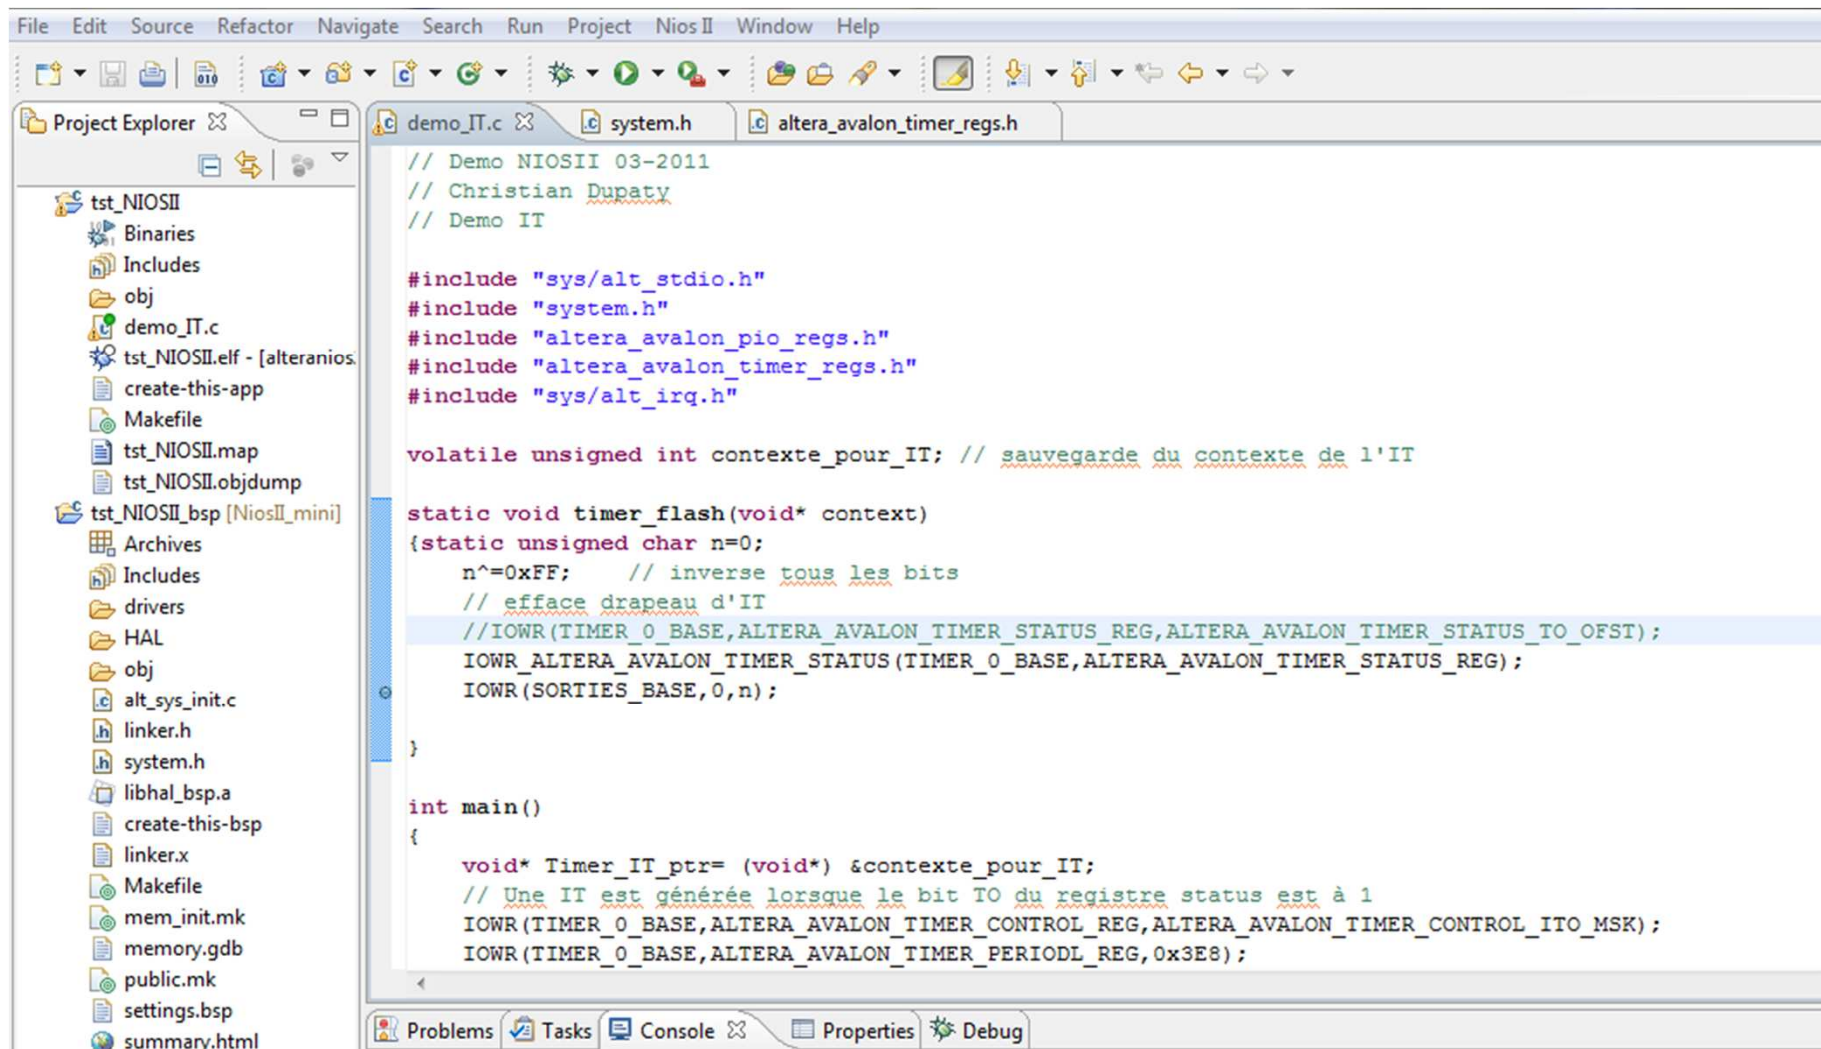 File Edit Source Refactor Navigate Search Run Project Nios II Window Help
Project Explorer
demo_IT.c
system.h
altera_avalon_timer_regs.h
tst_NIOSII
Binaries
Includes
obj
demo_IT.c
tst_NIOSII.elf - [alteranios
create-this-app
Makefile
tst_NIOSII.map
tst_NIOSII.objdump
tst_NIOSII_bsp [NiosII_mini]
Archives
Includes
drivers
HAL
obj
alt_sys_init.c
linker.h
system.h
libhal_bsp.a
create-this-bsp
linker.x
Makefile
mem_init.mk
memory.gdb
public.mk
settings.bsp
summary.html
// Demo NIOSII 03-2011
// Christian Dupaty
// Demo IT
#include "sys/alt_stdio.h"
#include "system.h"
#include "altera_avalon_pio_regs.h"
#include "altera_avalon_timer_regs.h"
#include "sys/alt_irq.h"
volatile unsigned int contexte_pour_IT; // sauvegarde du contexte de l'IT
static void timer_flash(void* context)
{static unsigned char n=0;
n^=0xFF; // inverse tous les bits
// efface drapeau d'IT
//IOWR(TIMER_0_BASE,ALTERA_AVALON_TIMER_STATUS_REG,ALTERA_AVALON_TIMER_STATUS_TO_OFST);
IOWR_ALTERA_AVALON_TIMER_STATUS(TIMER_0_BASE,ALTERA_AVALON_TIMER_STATUS_REG);
IOWR(SORTIES_BASE,0,n);
}
int main()
{
void* Timer_IT_ptr= (void*) &contexte_pour_IT;
// Une IT est générée lorsque le bit TO du registre status est à 1
IOWR(TIMER_0_BASE,ALTERA_AVALON_TIMER_CONTROL_REG,ALTERA_AVALON_TIMER_CONTROL_ITO_MSK);
IOWR(TIMER_0_BASE,ALTERA_AVALON_TIMER_PERIODL_REG,0x3E8);
Problems Tasks Console Properties Debug